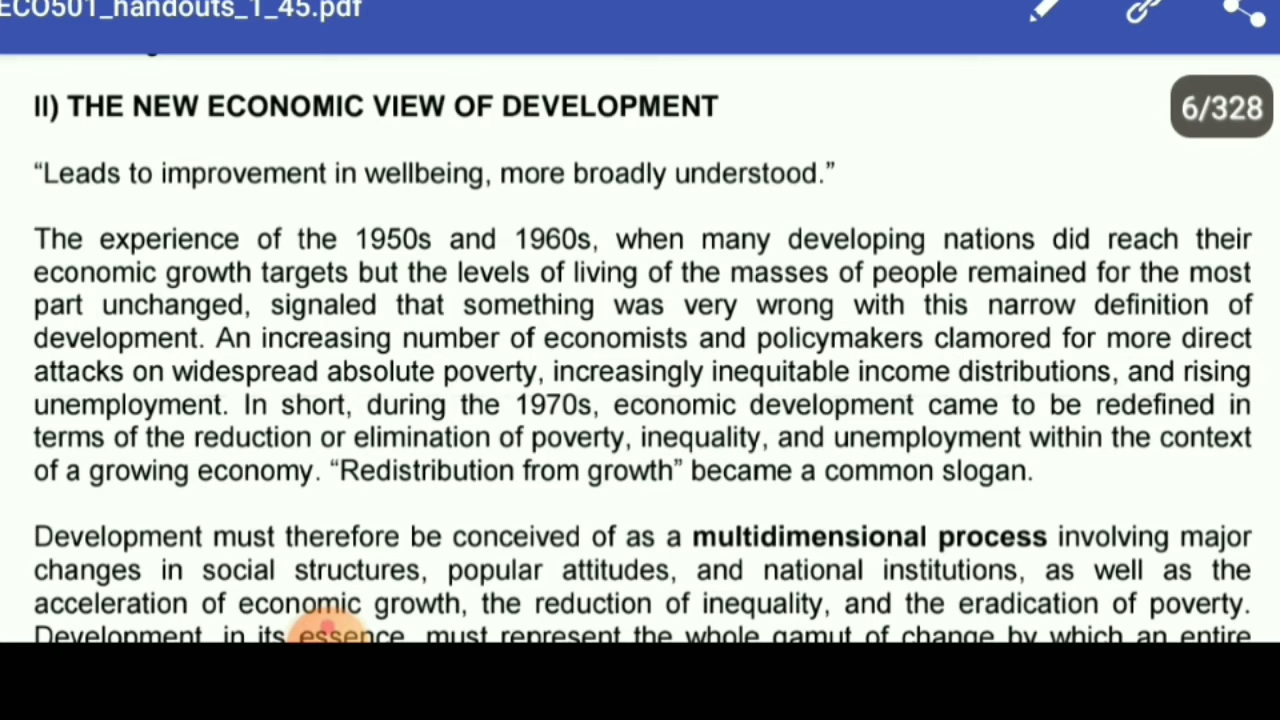 ECO501_handouts_1_45.pdf
II) THE NEW ECONOMIC VIEW OF DEVELOPMENT
6/328
“Leads to improvement in wellbeing, more broadly understood.”
The experience of the 1950s and 1960s, when many developing nations did reach their
economic growth targets but the levels of living of the masses of people remained for the most
part unchanged, signaled that something was very wrong with this narrow definition of
development. An increasing number of economists and policymakers clamored for more direct
attacks on widespread absolute poverty, increasingly inequitable income distributions, and rising
unemployment. In short, during the 1970s, economic development came to be redefined in
terms of the reduction or elimination of poverty, inequality, and unemployment within the context
of a growing economy. “Redistribution from growth” became a common slogan.
Development must therefore be conceived of as a multidimensional process involving major
changes in social structures, popular attitudes, and national institutions, as well as the
acceleration of economic growth, the reduction of inequality, and the eradication of poverty.
Development, in its essence, must represent the whole gamut of change by which an entire